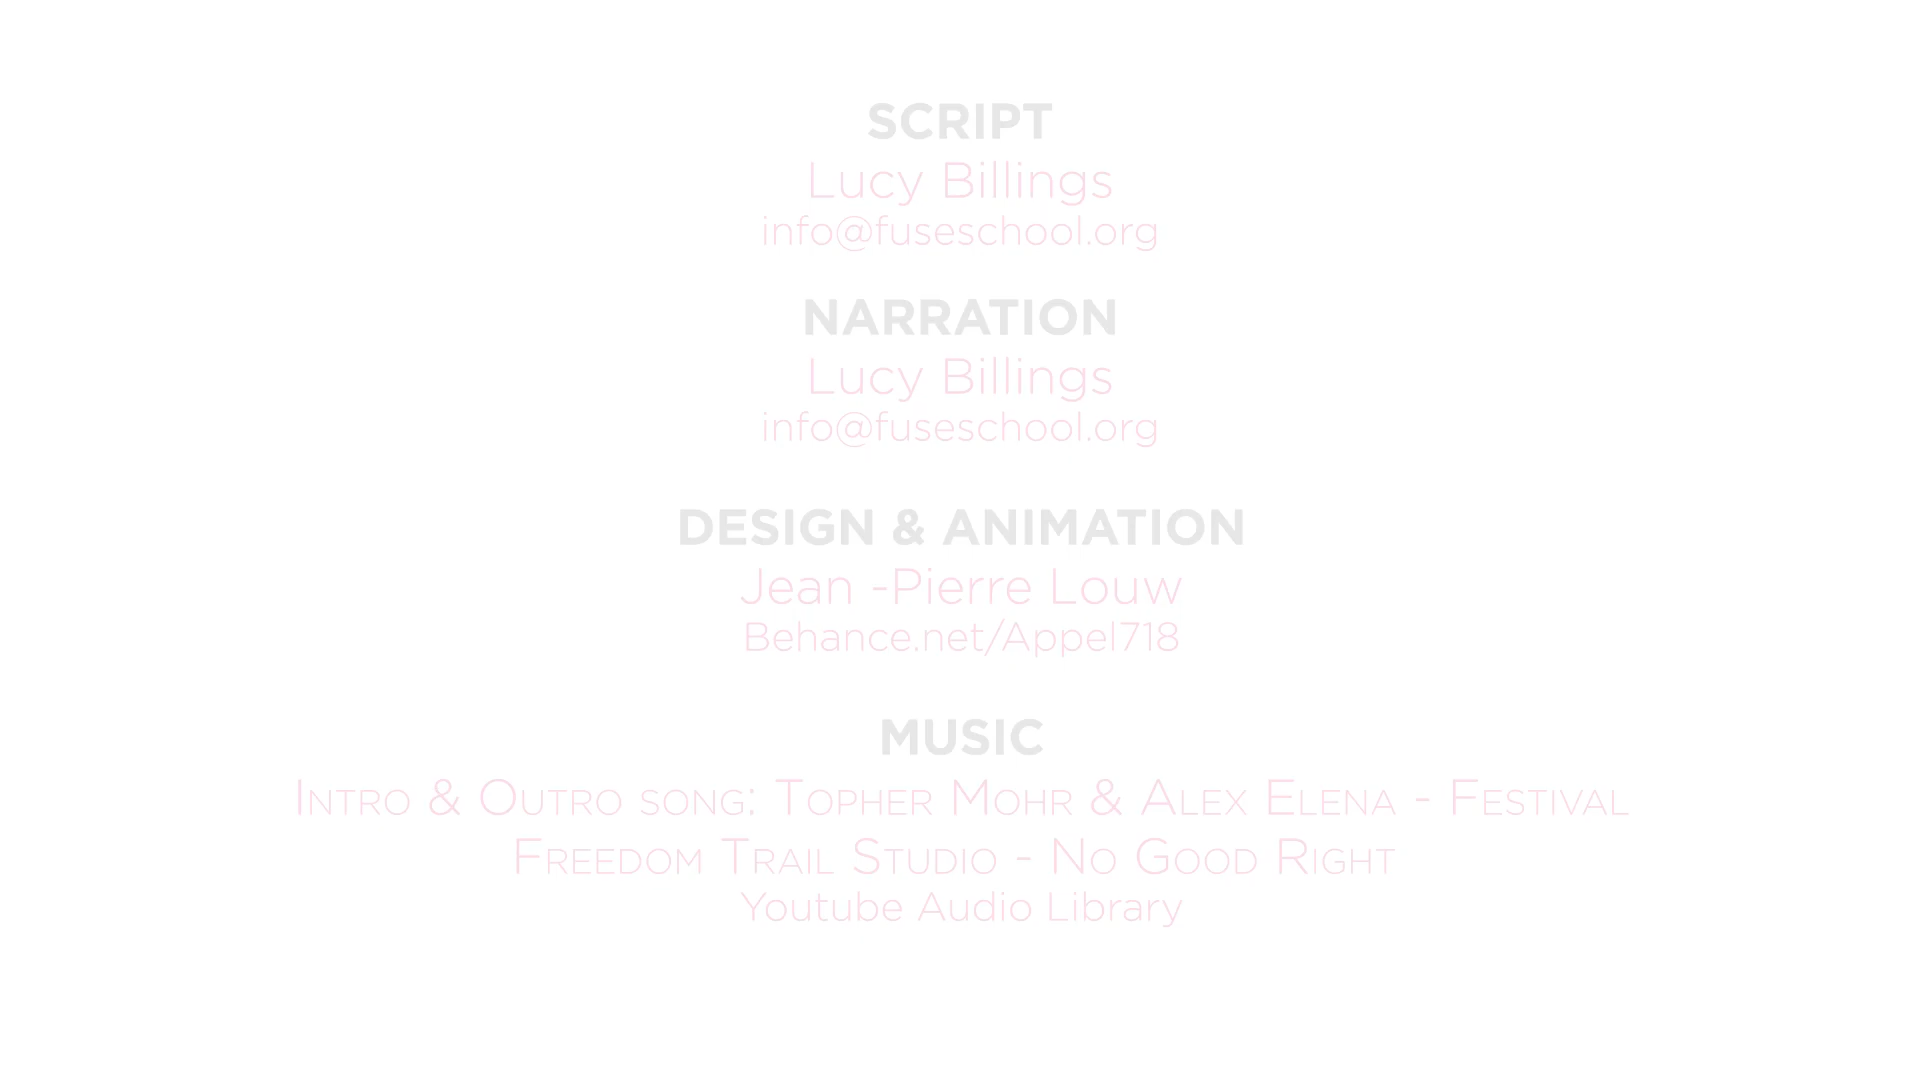 SCRIPT
Lucy Billings
info@fuseschool.org
NARRATION
Lucy Billings
info@fuseschool.org
DESIGN & ANIMATION
Jean -Pierre Louw
Behance.net/Appel718
MUSIC
Intro & Outro song: Topher Mohr & Alex Elena - Festival
Freedom Trail Studio - No Good Right
Youtube Audio Library